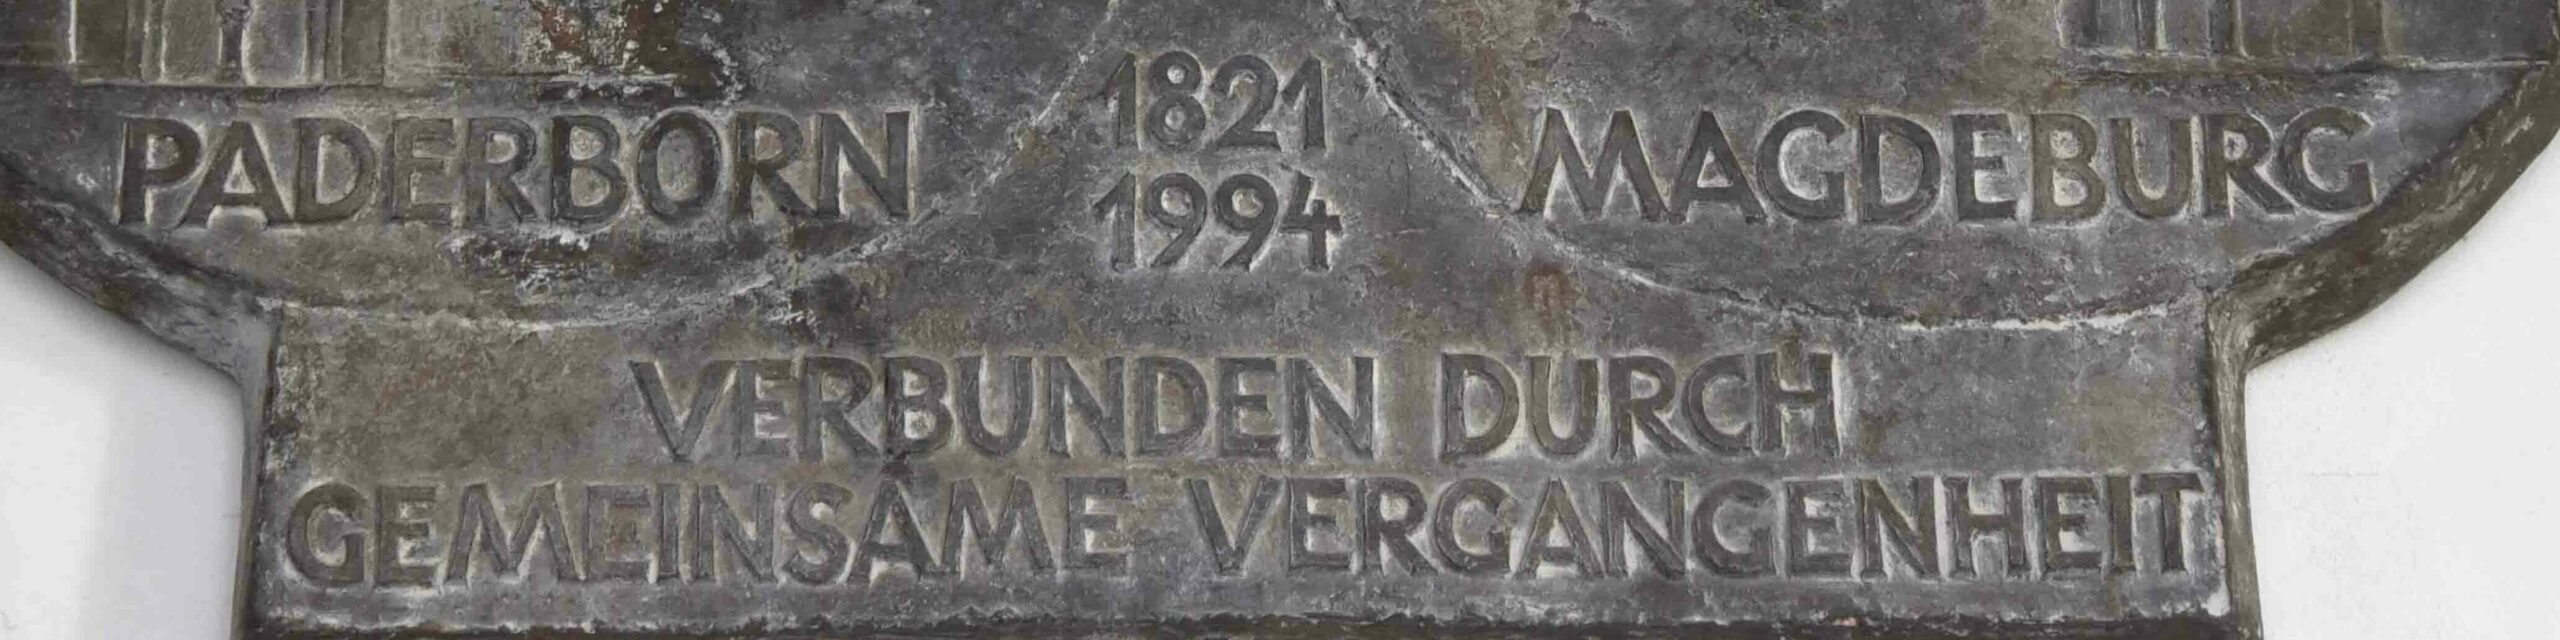 PADERBORN
1821
1994
MAGDEBURG
VERBUNDEN DURCH
GEMEINSAME VERGANGENHEIT